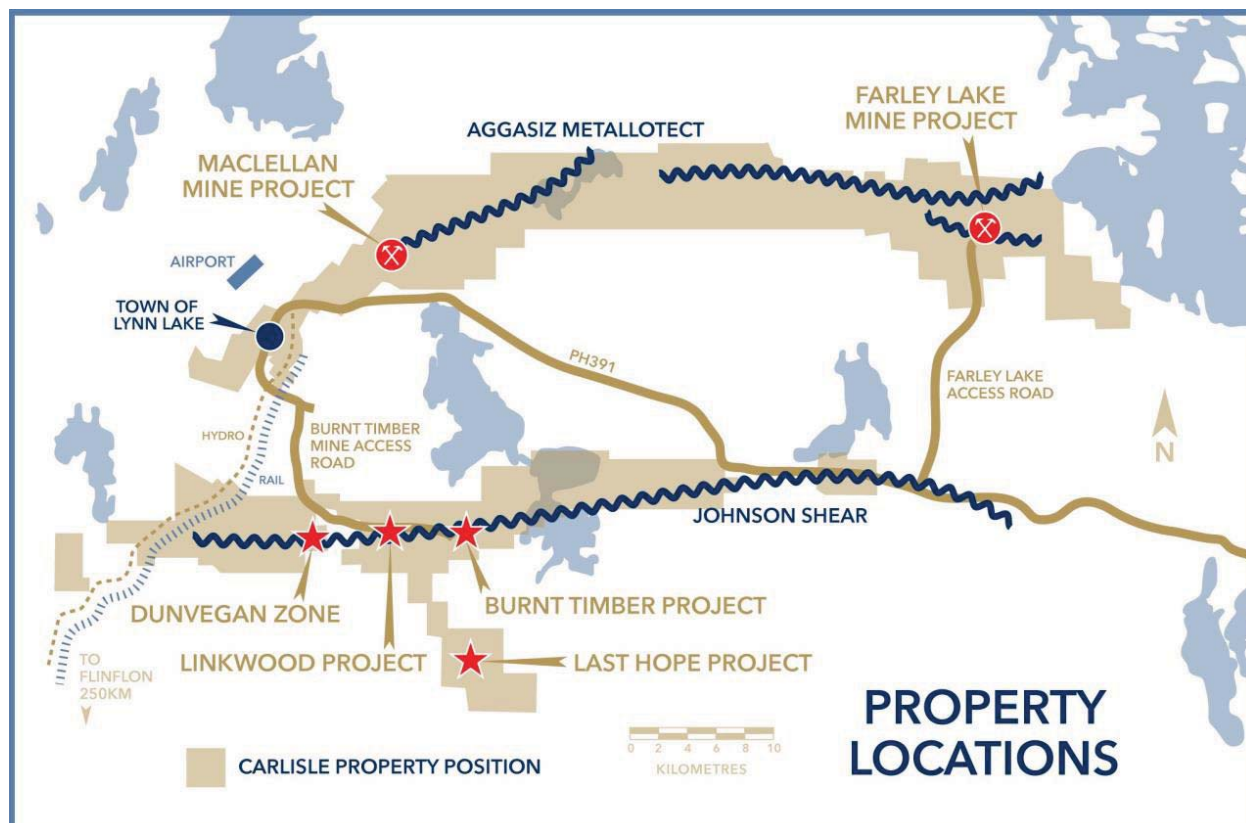 AGGASIZ METALLOTECT
FARLEY LAKE
MINE PROJECT
MACLELLAN
MINE PROJECT
AIRPORT
TOWN OF
LYNN LAKE
PH391
FARLEY LAKE
ACCESS ROAD
HYDRO
BURNT TIMBER
MINE ACCESS
ROAD
N
RAIL
JOHNSON SHEAR
DUNVEGAN ZONE
BURNT TIMBER PROJECT
LINKWOOD PROJECT
LAST HOPE PROJECT
TO
FLINFLON
250KM
PROPERTY
LOCATIONS
0 2 4 6 8 10
KILOMETRES
CARLISLE PROPERTY POSITION